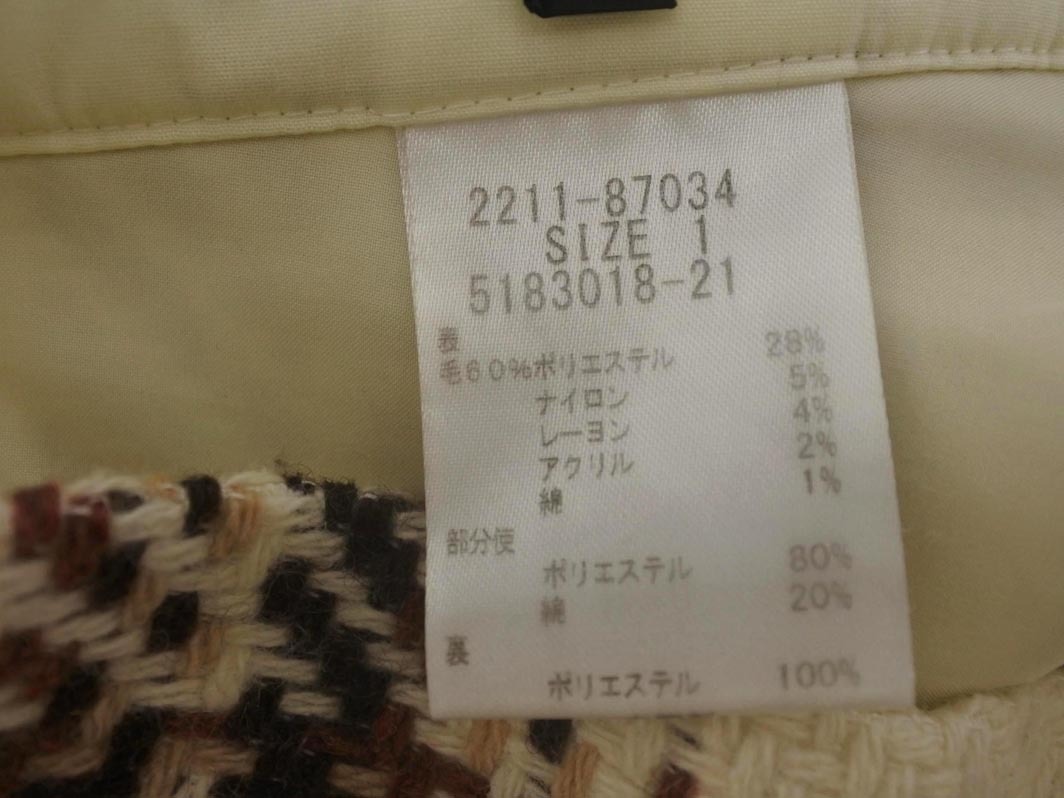 2211-87034
SIZE 1
5183018-21
表
毛60%ポリエステル 28%
ナイロン 5%
レーヨン 4%
アクリル 2%
綿 1%
部分使
ポリエステル 80%
綿 20%
裏
ポリエステル 100%